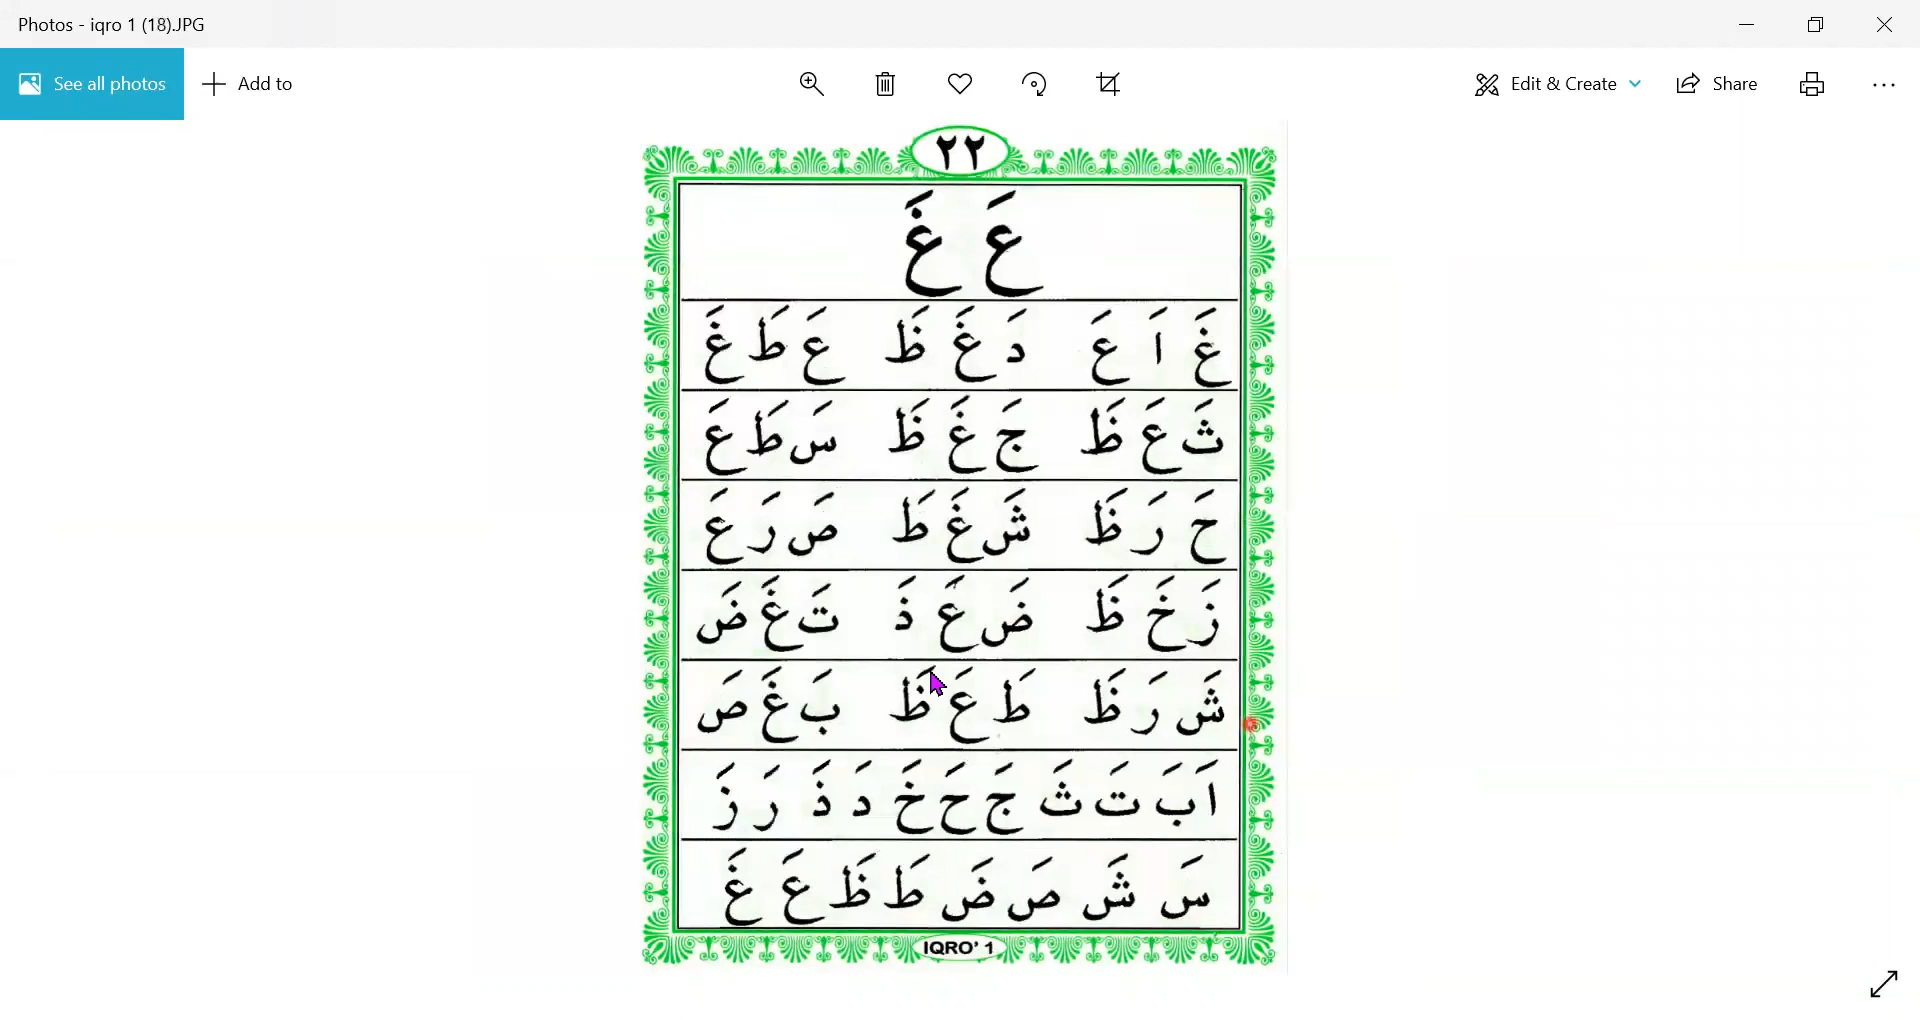 Photos - iqro 1 (18).JPG
See all photos
Add to
Edit & Create
Share
٢٢
عَ غَ
غَ اَ عَ دَ غَ ظَ عَ طَ غَ
ثَ عَ ظَ جَ غَ ظَ سَ طَ عَ
حَ رَ ظَ شَ غَ طَ صَ رَ عَ
زَ خَ ظَ ضَ عَ ذَ تَ غَ ضَ
شَ رَ ظَ طَ عَ ظَ بَ غَ صَ
اَ بَ تَ ثَ جَ حَ خَ دَ ذَ رَ زَ
سَ شَ صَ ضَ طَ ظَ عَ غَ
IQRO' 1